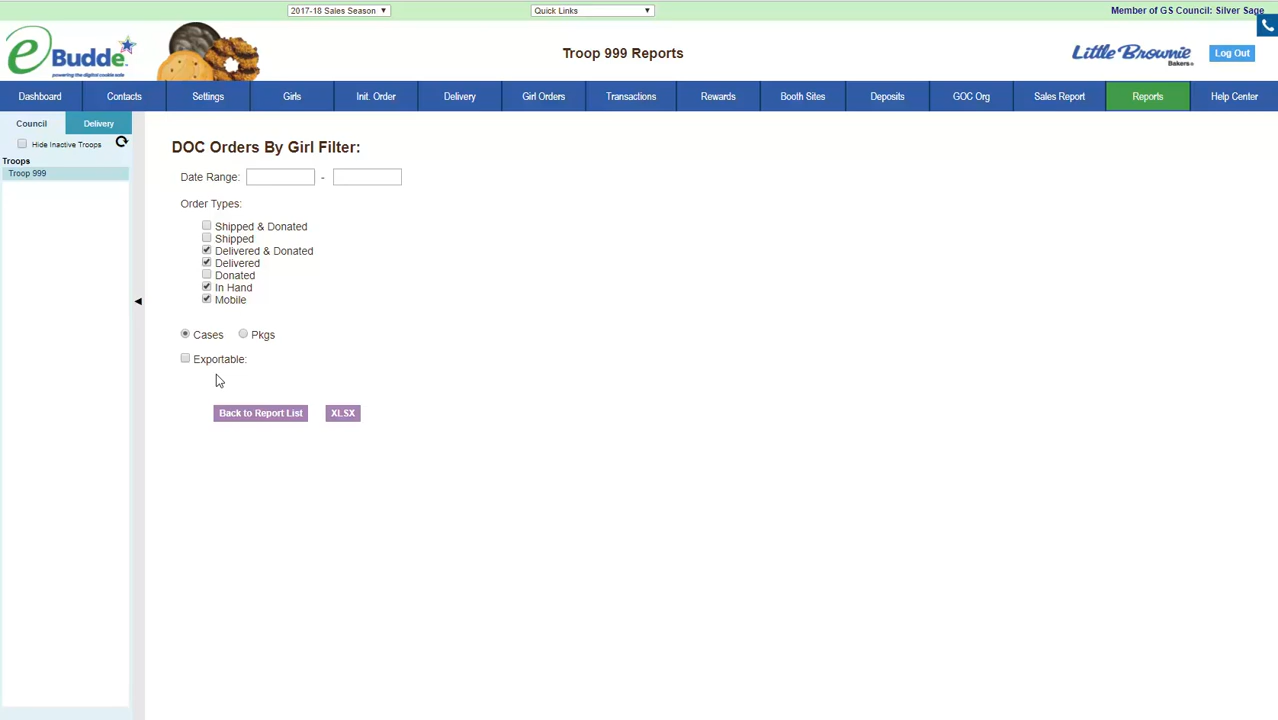 2017-18 Sales Season
Quick Links
Member of GS Council: Silver Sage
eBudde
powering the digital cookie sale
Troop 999 Reports
Little Brownie
Bakers
Log Out
Dashboard Contacts Settings Girls Init. Order Delivery Girl Orders Transactions Rewards Booth Sites Deposits GOC Org Sales Report Reports Help Center
Council Delivery
Hide Inactive Troops
Troops
Troop 999
DOC Orders By Girl Filter:
Date Range: -
Order Types:
Shipped & Donated
Shipped
Delivered & Donated
Delivered
Donated
In Hand
Mobile
Cases Pkgs
Exportable:
Back to Report List XLSX